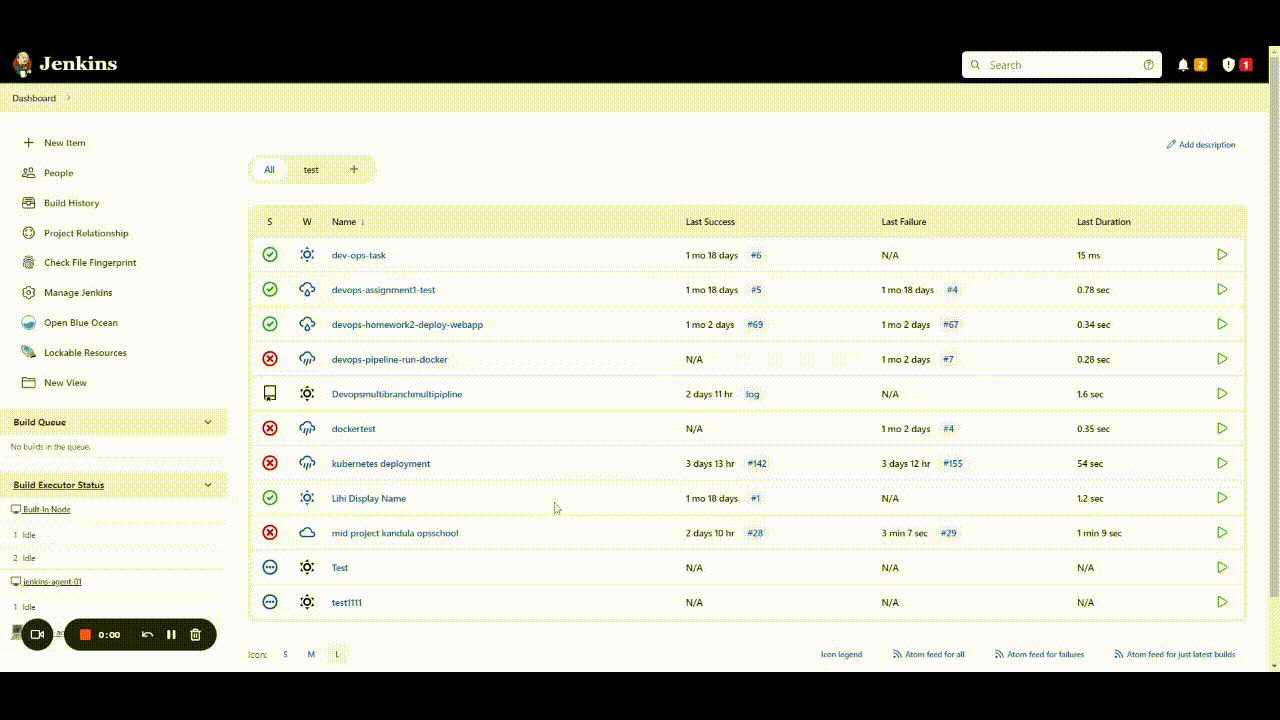 Jenkins
Search
2
1
Dashboard
New Item
People
Build History
Project Relationship
Check File Fingerprint
Manage Jenkins
Open Blue Ocean
Lockable Resources
New View
Build Queue
No builds in the queue.
Build Executor Status
Built-In Node
1 Idle
2 Idle
jenkins-agent-01
1 Idle
0:00
Add description
All test +
S W Name ↓ Last Success Last Failure Last Duration
dev-ops-task 1 mo 18 days #6 N/A 15 ms
devops-assignment1-test 1 mo 18 days #5 1 mo 18 days #4 0.78 sec
devops-homework2-deploy-webapp 1 mo 2 days #69 1 mo 2 days #67 0.34 sec
devops-pipeline-run-docker N/A 1 mo 2 days #7 0.28 sec
Devopsmultibranchmultipipline 2 days 11 hr log N/A 1.6 sec
dockertest N/A 1 mo 2 days #4 0.35 sec
kubernetes deployment 3 days 13 hr #142 3 days 12 hr #155 54 sec
Lihi Display Name 1 mo 18 days #1 N/A 1.2 sec
mid project kandula opsschool 2 days 10 hr #28 3 min 7 sec #29 1 min 9 sec
Test N/A N/A N/A
test1111 N/A N/A N/A
Icon: S M L
Icon legend Atom feed for all Atom feed for failures Atom feed for just latest builds